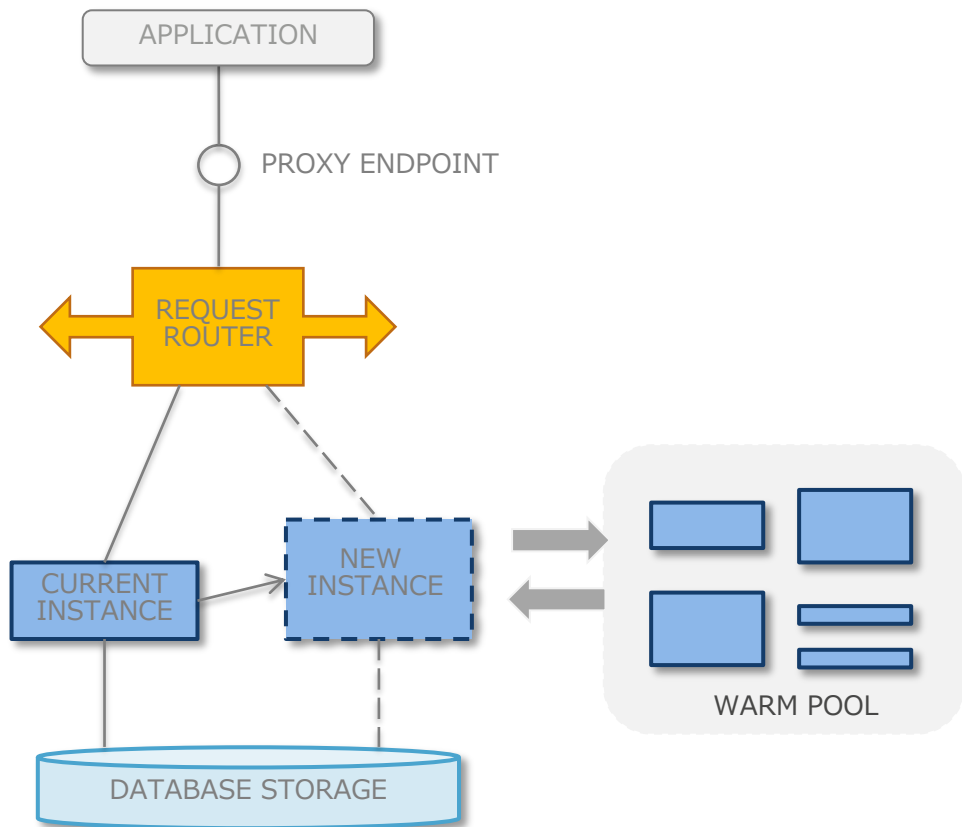 APPLICATION
PROXY ENDPOINT
REQUEST
ROUTER
CURRENT
INSTANCE
NEW
INSTANCE
WARM POOL
DATABASE STORAGE